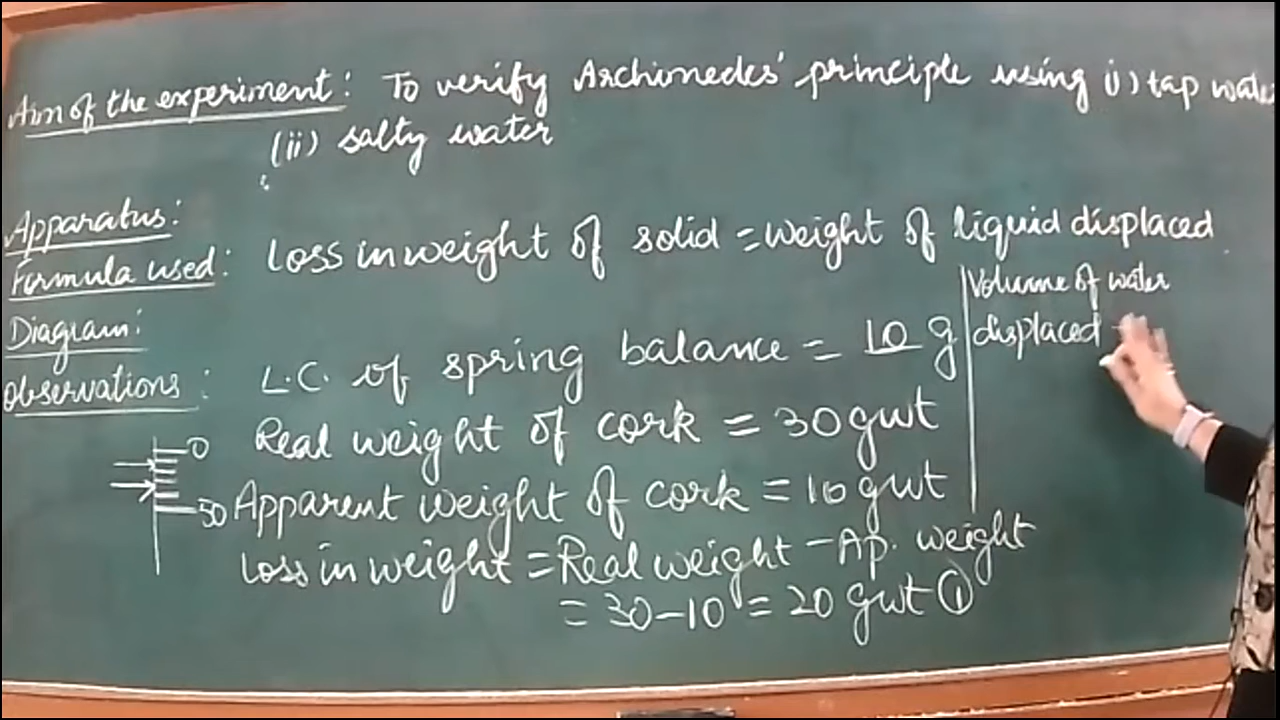 Aim of the experiment: To verify Archimedes' principle using i) tap water
(ii) salty water
Apparatus:
Formula used: Loss in weight of solid = weight of liquid displaced
Volume of water
displaced
Diagram:
Observations: L.C. of spring balance = 10 g
Real weight of cork = 30 gwt
0
Apparent weight of cork = 10 gwt
50
Loss in weight = Real weight - Ap. weight
= 30-10 = 20 gwt ①